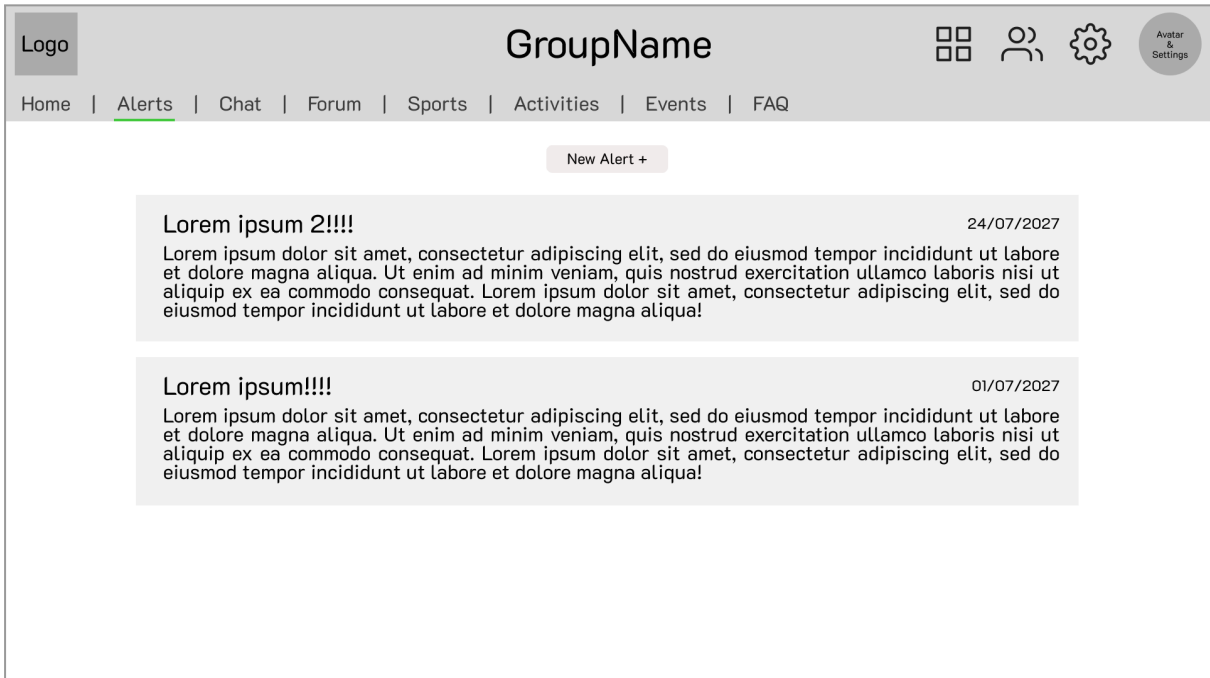 Logo
GroupName
Avatar
&
Settings
Home | Alerts | Chat | Forum | Sports | Activities | Events | FAQ
New Alert +
Lorem ipsum 2!!!! 24/07/2027
Lorem ipsum dolor sit amet, consectetur adipiscing elit, sed do eiusmod tempor incididunt ut labore
et dolore magna aliqua. Ut enim ad minim veniam, quis nostrud exercitation ullamco laboris nisi ut
aliquip ex ea commodo consequat. Lorem ipsum dolor sit amet, consectetur adipiscing elit, sed do
eiusmod tempor incididunt ut labore et dolore magna aliqua!
Lorem ipsum!!!! 01/07/2027
Lorem ipsum dolor sit amet, consectetur adipiscing elit, sed do eiusmod tempor incididunt ut labore
et dolore magna aliqua. Ut enim ad minim veniam, quis nostrud exercitation ullamco laboris nisi ut
aliquip ex ea commodo consequat. Lorem ipsum dolor sit amet, consectetur adipiscing elit, sed do
eiusmod tempor incididunt ut labore et dolore magna aliqua!